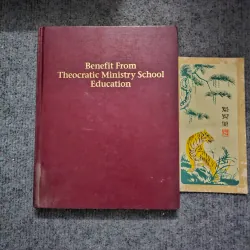 Benefit From
Theocratic Ministry School
Education